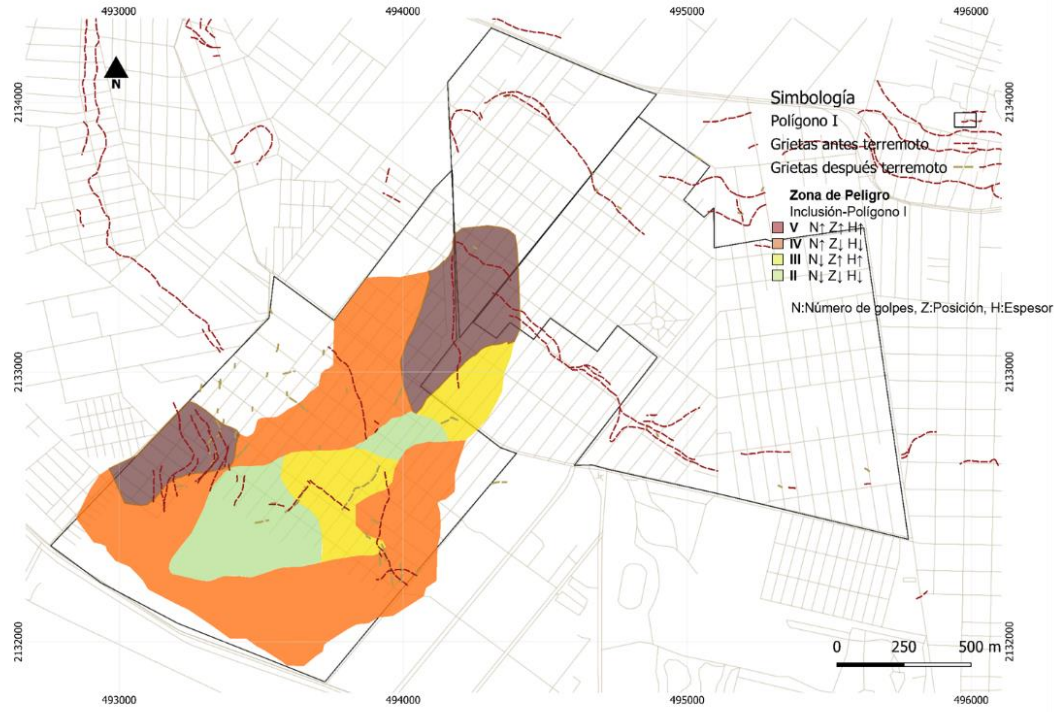 493000 494000 495000 496000
2134000 2134000
N
Simbología
Polígono I
Grietas antes terremoto
Grietas después terremoto
Zona de Peligro
Inclusión-Polígono I
V N↑ Z↑ H↑
IV N↑ Z↓ H↓
III N↓ Z↑ H↑
II N↓ Z↓ H↓
N:Número de golpes, Z:Posición, H:Espesor
2133000 2133000
2132000 2132000
0 250 500 m
493000 494000 495000 496000